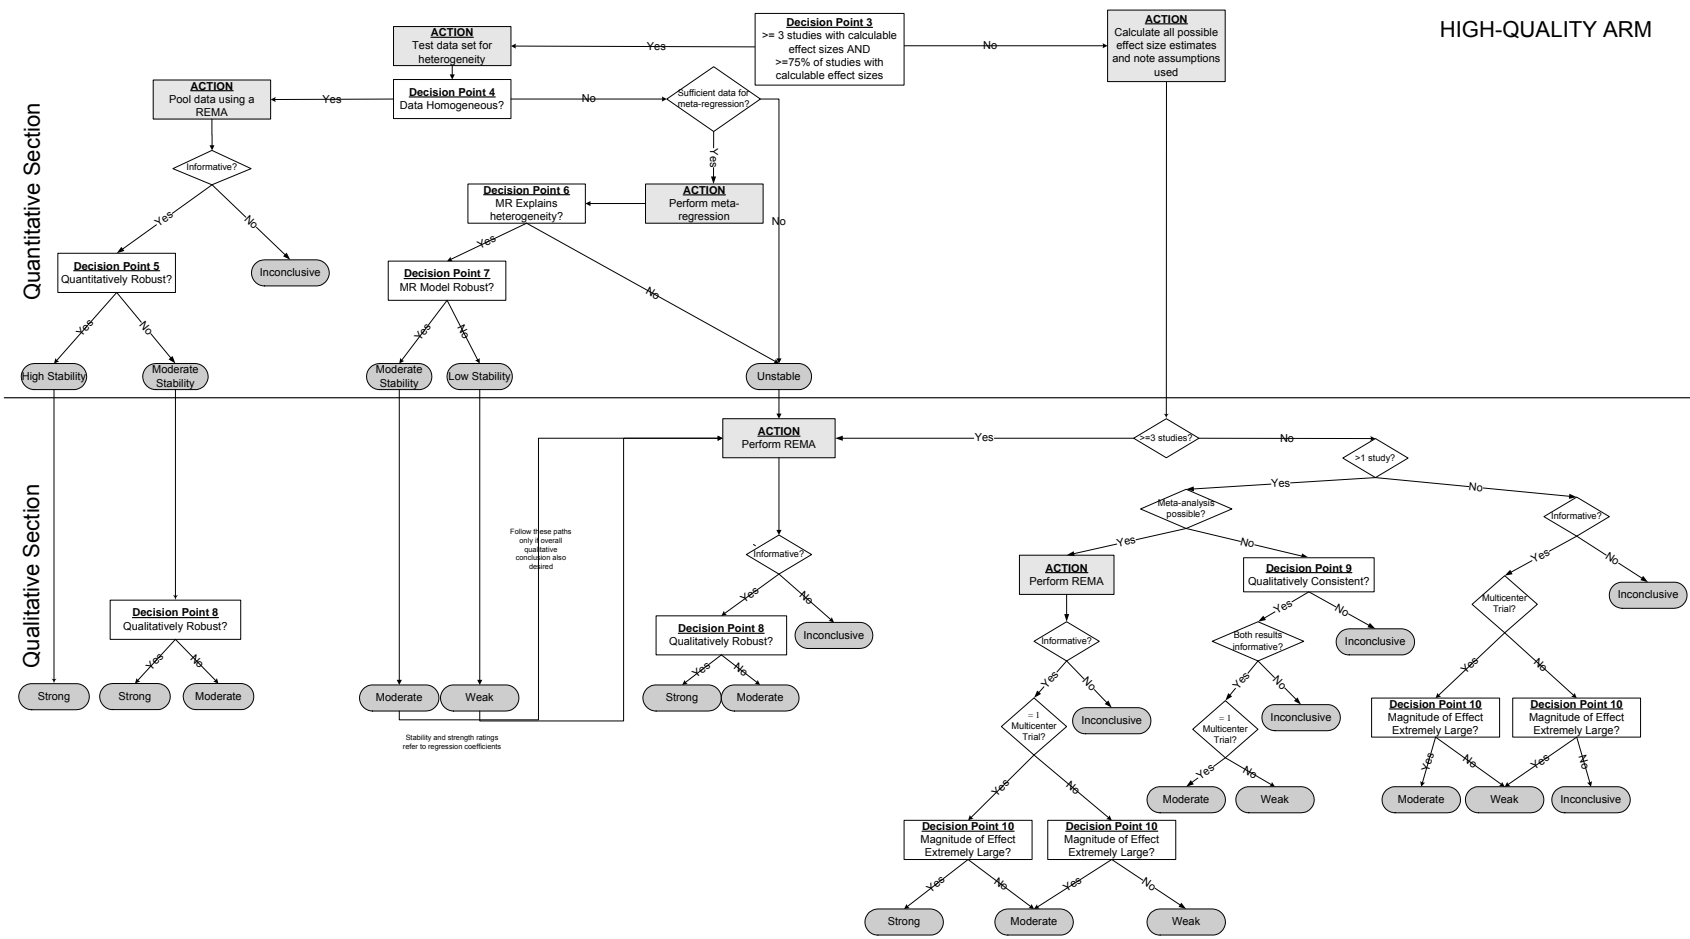 HIGH-QUALITY ARM
Quantitative Section
Qualitative Section
Decision Point 3
>= 3 studies with calculable
effect sizes AND
>=75% of studies with
calculable effect sizes
Yes
No
ACTION
Test data set for
heterogeneity
ACTION
Calculate all possible
effect size estimates
and note assumptions
used
Decision Point 4
Data Homogeneous?
Yes
No
ACTION
Pool data using a
REMA
Sufficient data for
meta-regression?
Yes
No
Informative?
Yes
No
ACTION
Perform meta-
regression
Decision Point 6
MR Explains
heterogeneity?
Yes
No
Decision Point 5
Quantitatively Robust?
Yes
No
Inconclusive
Decision Point 7
MR Model Robust?
Yes
No
High Stability
Moderate
Stability
Moderate
Stability
Low Stability
Unstable
ACTION
Perform REMA
Yes
>=3 studies?
No
>1 study?
Yes
No
Follow these paths
only if overall
qualitative
conclusion also
desired
Meta-analysis
possible?
Yes
No
Informative?
Yes
No
`
Informative?
Yes
No
ACTION
Perform REMA
Decision Point 9
Qualitatively Consistent?
Yes
No
Multicenter
Trial?
Yes
No
Inconclusive
Decision Point 8
Qualitatively Robust?
Yes
No
Decision Point 8
Qualitatively Robust?
Yes
No
Inconclusive
Informative?
Yes
No
Both results
informative?
Yes
No
Inconclusive
Strong
Strong
Moderate
Moderate
Weak
Strong
Moderate
Stability and strength ratings
refer to regression coefficients
= 1
Multicenter
Trial?
Yes
No
Inconclusive
= 1
Multicenter
Trial?
Yes
No
Inconclusive
Decision Point 10
Magnitude of Effect
Extremely Large?
Yes
No
Decision Point 10
Magnitude of Effect
Extremely Large?
Yes
No
Moderate
Weak
Moderate
Weak
Inconclusive
Decision Point 10
Magnitude of Effect
Extremely Large?
Yes
No
Decision Point 10
Magnitude of Effect
Extremely Large?
Yes
No
Strong
Moderate
Weak